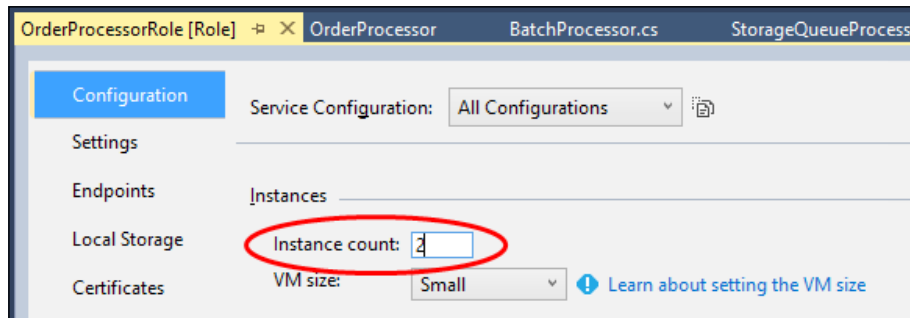 OrderProcessorRole [Role] OrderProcessor BatchProcessor.cs StorageQueueProcess
Configuration
Service Configuration: All Configurations
Settings
Endpoints
Instances
Local Storage
Instance count: 2
Certificates
VM size: Small Learn about setting the VM size